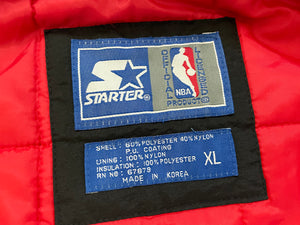 STARTER®
OFFICIAL
LICENSED
NBA
PRODUCT
SHELL : 60% POLYESTER 40% NYLON
P.U. COATING
LINING : 100% NYLON
INSULATION : 100% POLYESTER
RN NO : 67879
MADE IN KOREA
XL